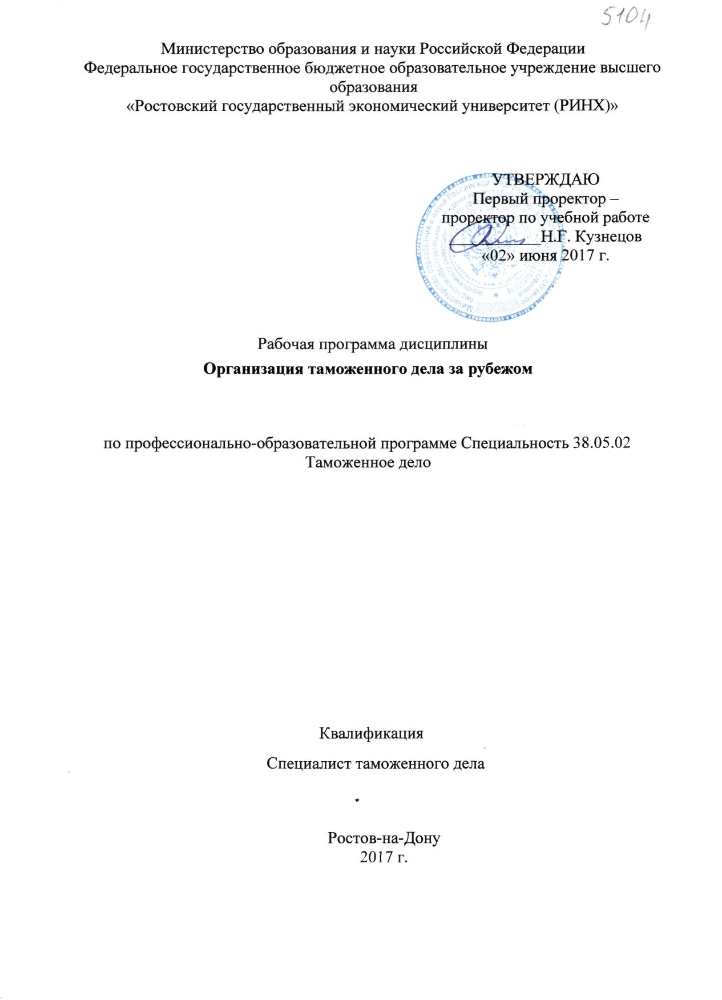 5104
Министерство образования и науки Российской Федерации
Федеральное государственное бюджетное образовательное учреждение высшего
образования
«Ростовский государственный экономический университет (РИНХ)»
УТВЕРЖДАЮ
Первый проректор –
проректор по учебной работе
Н.Г. Кузнецов
«02» июня 2017 г.
Рабочая программа дисциплины
Организация таможенного дела за рубежом
по профессионально-образовательной программе Специальность 38.05.02
Таможенное дело
Квалификация
Специалист таможенного дела
Ростов-на-Дону
2017 г.